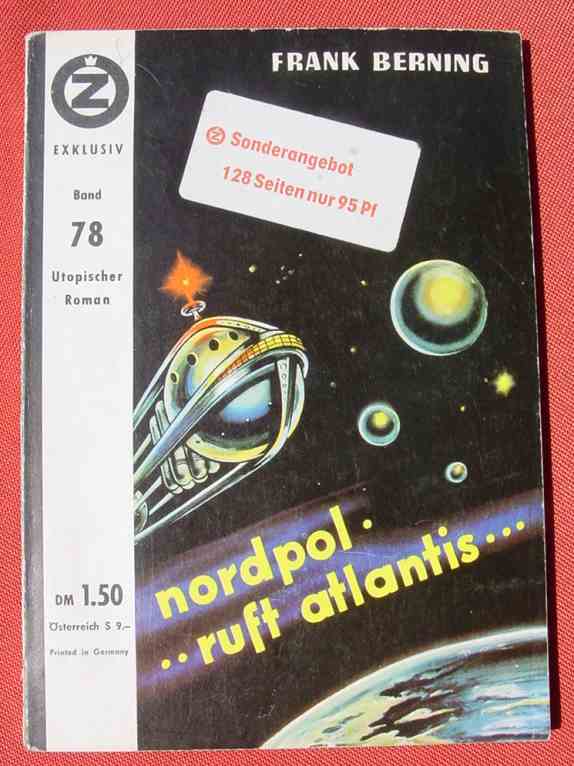 FRANK BERNING
Z
EXKLUSIV
Band
78
Utopischer
Roman
Z Sonderangebot
128 Seiten nur 95 Pf
nordpol .
.. ruft atlantis ...
DM 1.50
Österreich S 9.–
Printed in Germany